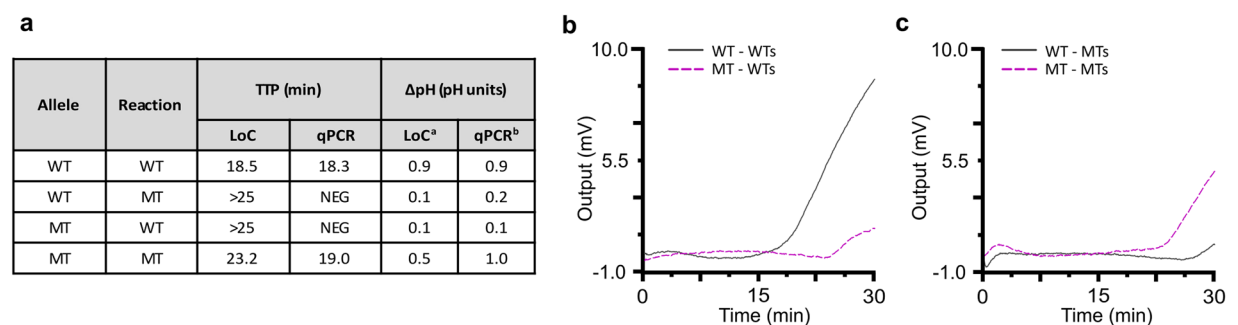 a
Allele Reaction TTP (min) ΔpH (pH units)
LoC qPCR LoCᵃ qPCRᵇ
WT WT 18.5 18.3 0.9 0.9
WT MT >25 NEG 0.1 0.2
MT WT >25 NEG 0.1 0.1
MT MT 23.2 19.0 0.5 1.0
b
WT - WTs
MT - WTs
10.0
5.5
-1.0
Output (mV)
0 15 30
Time (min)
c
WT - MTs
MT - MTs
10.0
5.5
-1.0
Output (mV)
0 15 30
Time (min)